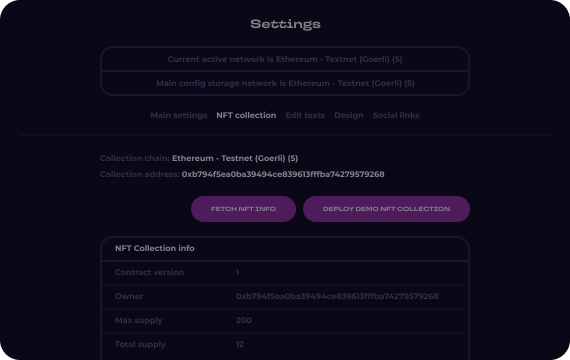 Settings
Current active network is Ethereum - Textnet (Goerli) (5)
Main config storage network is Ethereum - Textnet (Goerli) (5)
Main settings NFT collection Edit texts Design Social links
Collection chain: Ethereum - Testnet (Goerli) (5)
Collection address: 0xb794f5ea0ba39494ce839613fffba74279579268
FETCH NFT INFO DEPLOY DEMO NFT COLLECTION
NFT Collection info
Contract version 1
Owner 0xb794f5ea0ba39494ce839613fffba74279579268
Max supply 200
Total supply 12